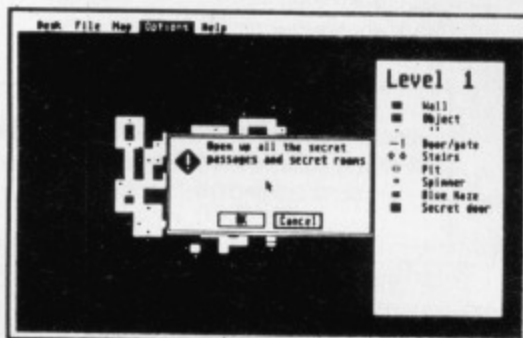 Desk File Map Options Help
Open up all the secret
passages and secret rooms
OK Cancel
Level 1
Wall
Object
Door/gate
Stairs
Pit
Spinner
Blue Haze
Secret door